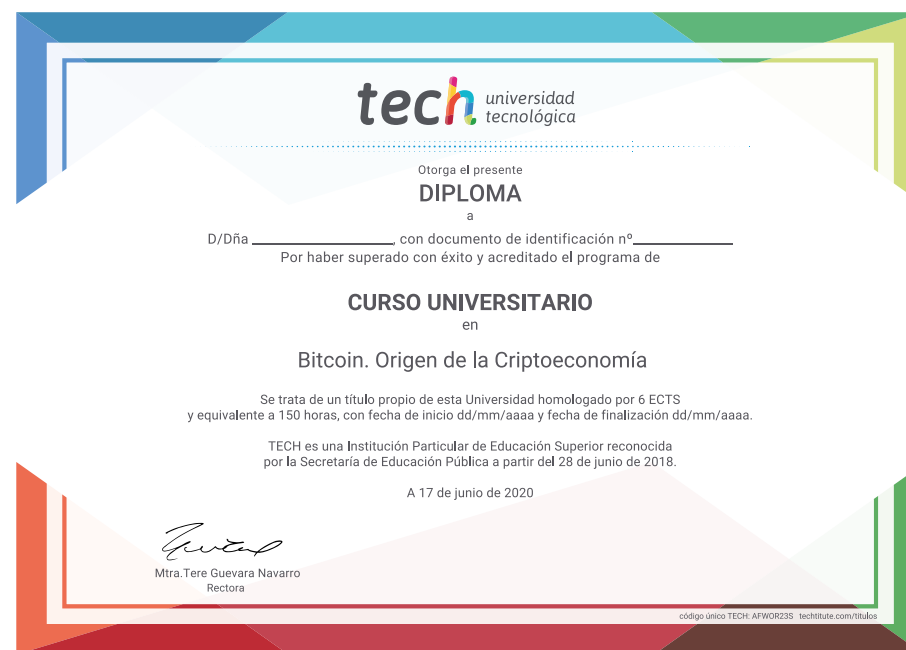 tech universidad
tecnológica
Otorga el presente
DIPLOMA
a
D/Dña ____________________, con documento de identificación nº______________
Por haber superado con éxito y acreditado el programa de
CURSO UNIVERSITARIO
en
Bitcoin. Origen de la Criptoeconomía
Se trata de un título propio de esta Universidad homologado por 6 ECTS
y equivalente a 150 horas, con fecha de inicio dd/mm/aaaa y fecha de finalización dd/mm/aaaa.
TECH es una Institución Particular de Educación Superior reconocida
por la Secretaría de Educación Pública a partir del 28 de junio de 2018.
A 17 de junio de 2020
Mtra.Tere Guevara Navarro
Rectora
código único TECH: AFWOR23S techtitute.com/titulos